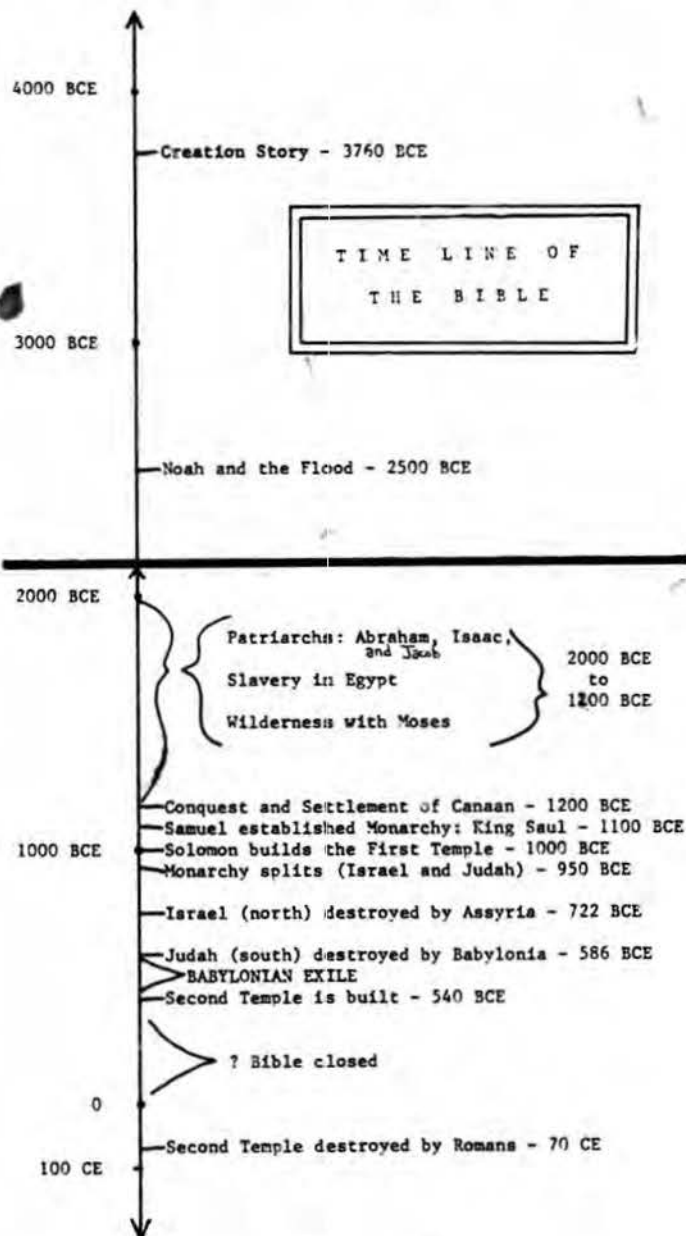 4000 BCE
Creation Story - 3760 BCE
TIME LINE OF
THE BIBLE
3000 BCE
Noah and the Flood - 2500 BCE
2000 BCE
Patriarchs: Abraham, Isaac,
and Jacob
Slavery in Egypt
Wilderness with Moses
2000 BCE
to
1200 BCE
Conquest and Settlement of Canaan - 1200 BCE
Samuel established Monarchy: King Saul - 1100 BCE
1000 BCE
Solomon builds the First Temple - 1000 BCE
Monarchy splits (Israel and Judah) - 950 BCE
Israel (north) destroyed by Assyria - 722 BCE
Judah (south) destroyed by Babylonia - 586 BCE
BABYLONIAN EXILE
Second Temple is built - 540 BCE
? Bible closed
0
Second Temple destroyed by Romans - 70 CE
100 CE